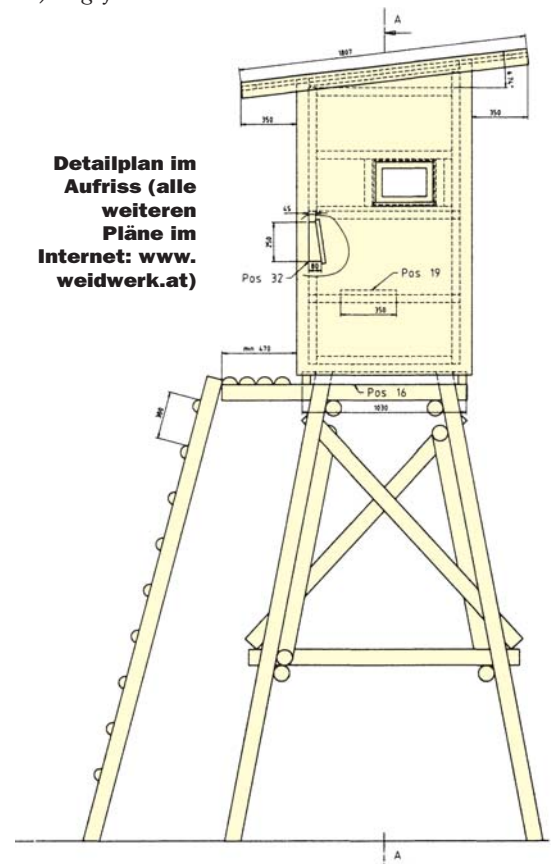 A
1807
350
350
Detailplan im
Aufriss (alle
weiteren
Pläne im
Internet: www.
weidwerk.at)
45
250
80
Pos 32
Pos 19
350
min 470
Pos 16
1030
300
A